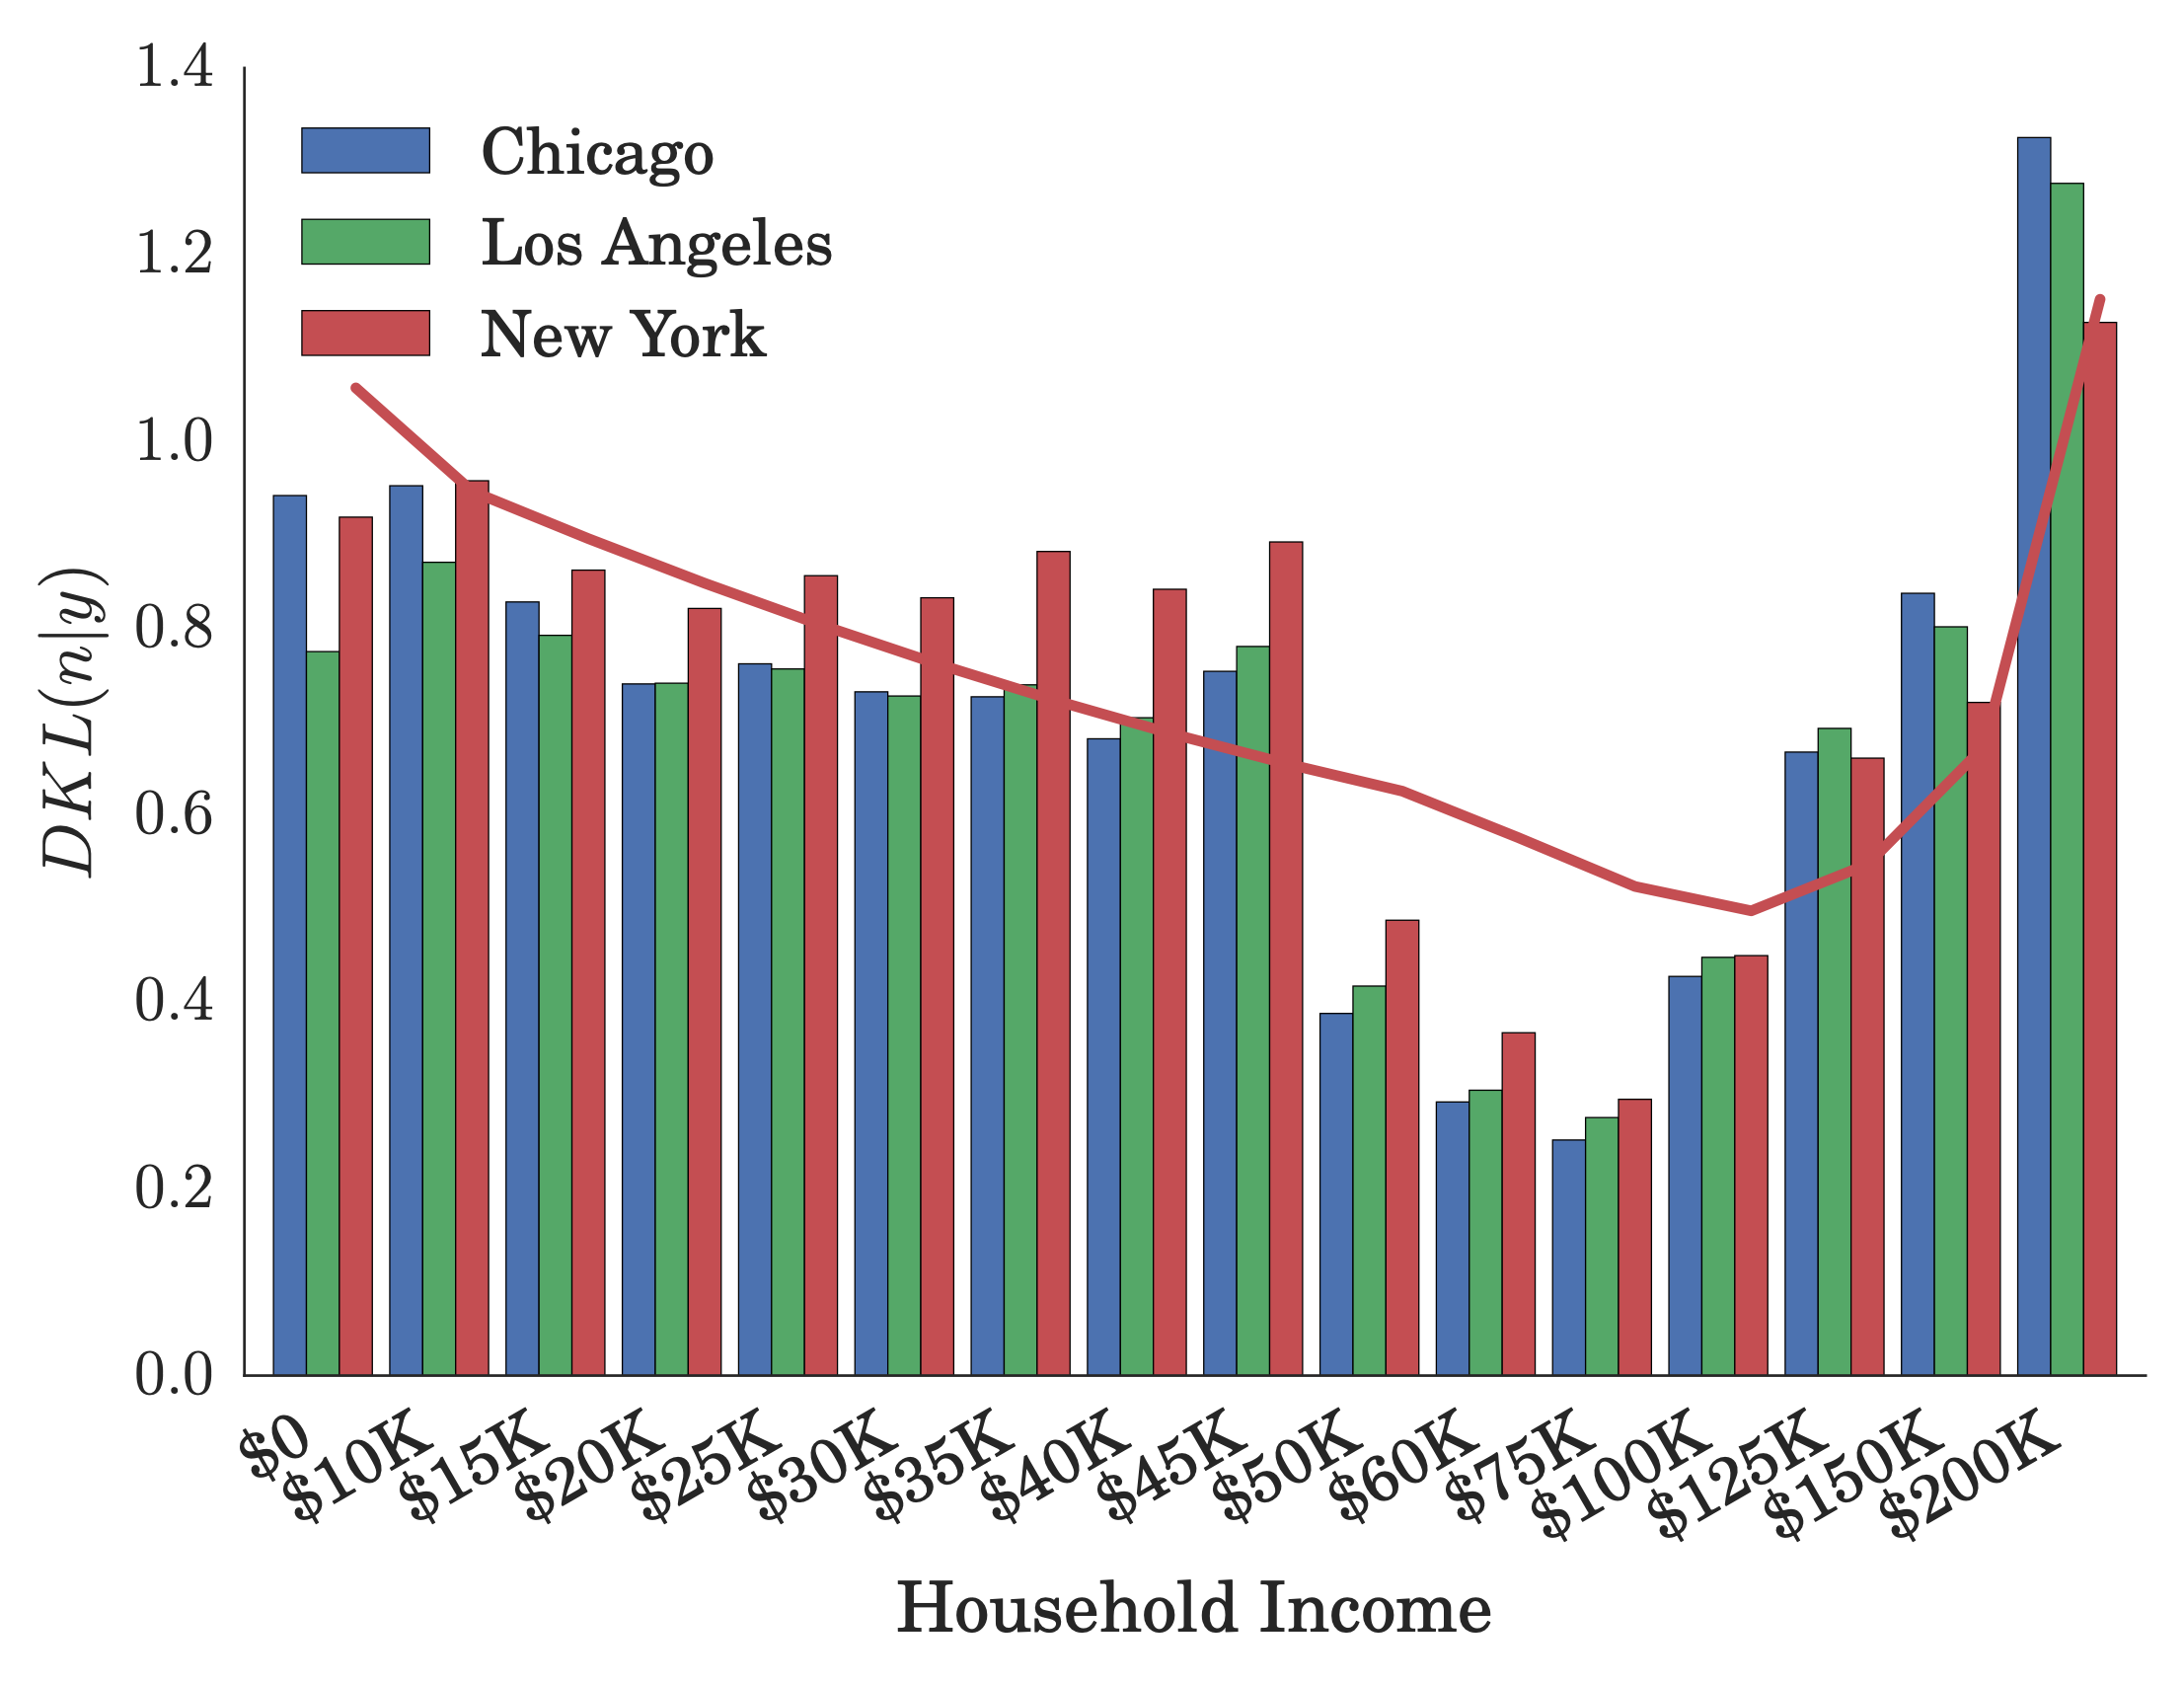 1.4
1.2
1.0
0.8
0.6
0.4
0.2
0.0
DKL(n|y)
Chicago
Los Angeles
New York
$0
$10K
$15K
$20K
$25K
$30K
$35K
$40K
$45K
$50K
$60K
$75K
$100K
$125K
$150K
$200K
Household Income